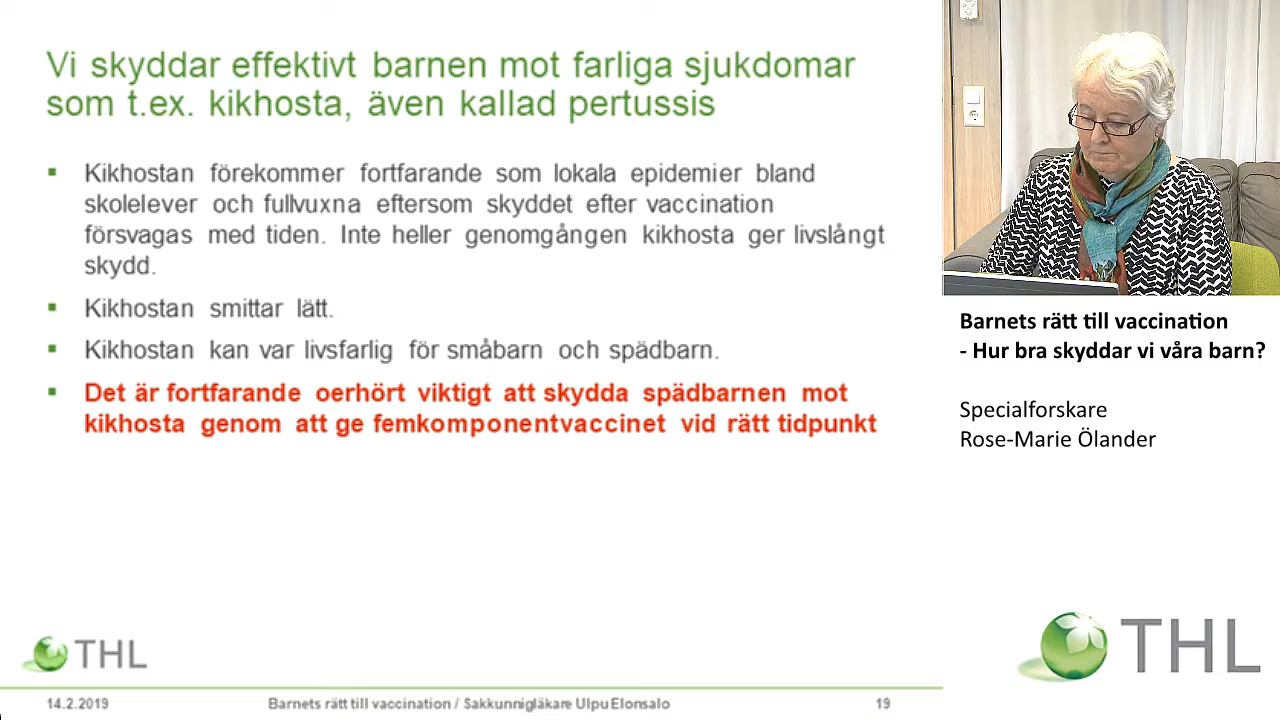 Vi skyddar effektivt barnen mot farliga sjukdomar
som t.ex. kikhosta, även kallad pertussis
▪ Kikhostan förekommer fortfarande som lokala epidemier bland
skolelever och fullvuxna eftersom skyddet efter vaccination
försvagas med tiden. Inte heller genomgången kikhosta ger livslångt
skydd.
▪ Kikhostan smittar lätt.
▪ Kikhostan kan var livsfarlig för småbarn och spädbarn.
▪ Det är fortfarande oerhört viktigt att skydda spädbarnen mot
kikhosta genom att ge femkomponentvaccinet vid rätt tidpunkt
THL
14.2.2019 Barnets rätt till vaccination / Sakkunnigläkare Ulpu Elonsalo 19
Barnets rätt till vaccination
- Hur bra skyddar vi våra barn?
Specialforskare
Rose-Marie Ölander
THL